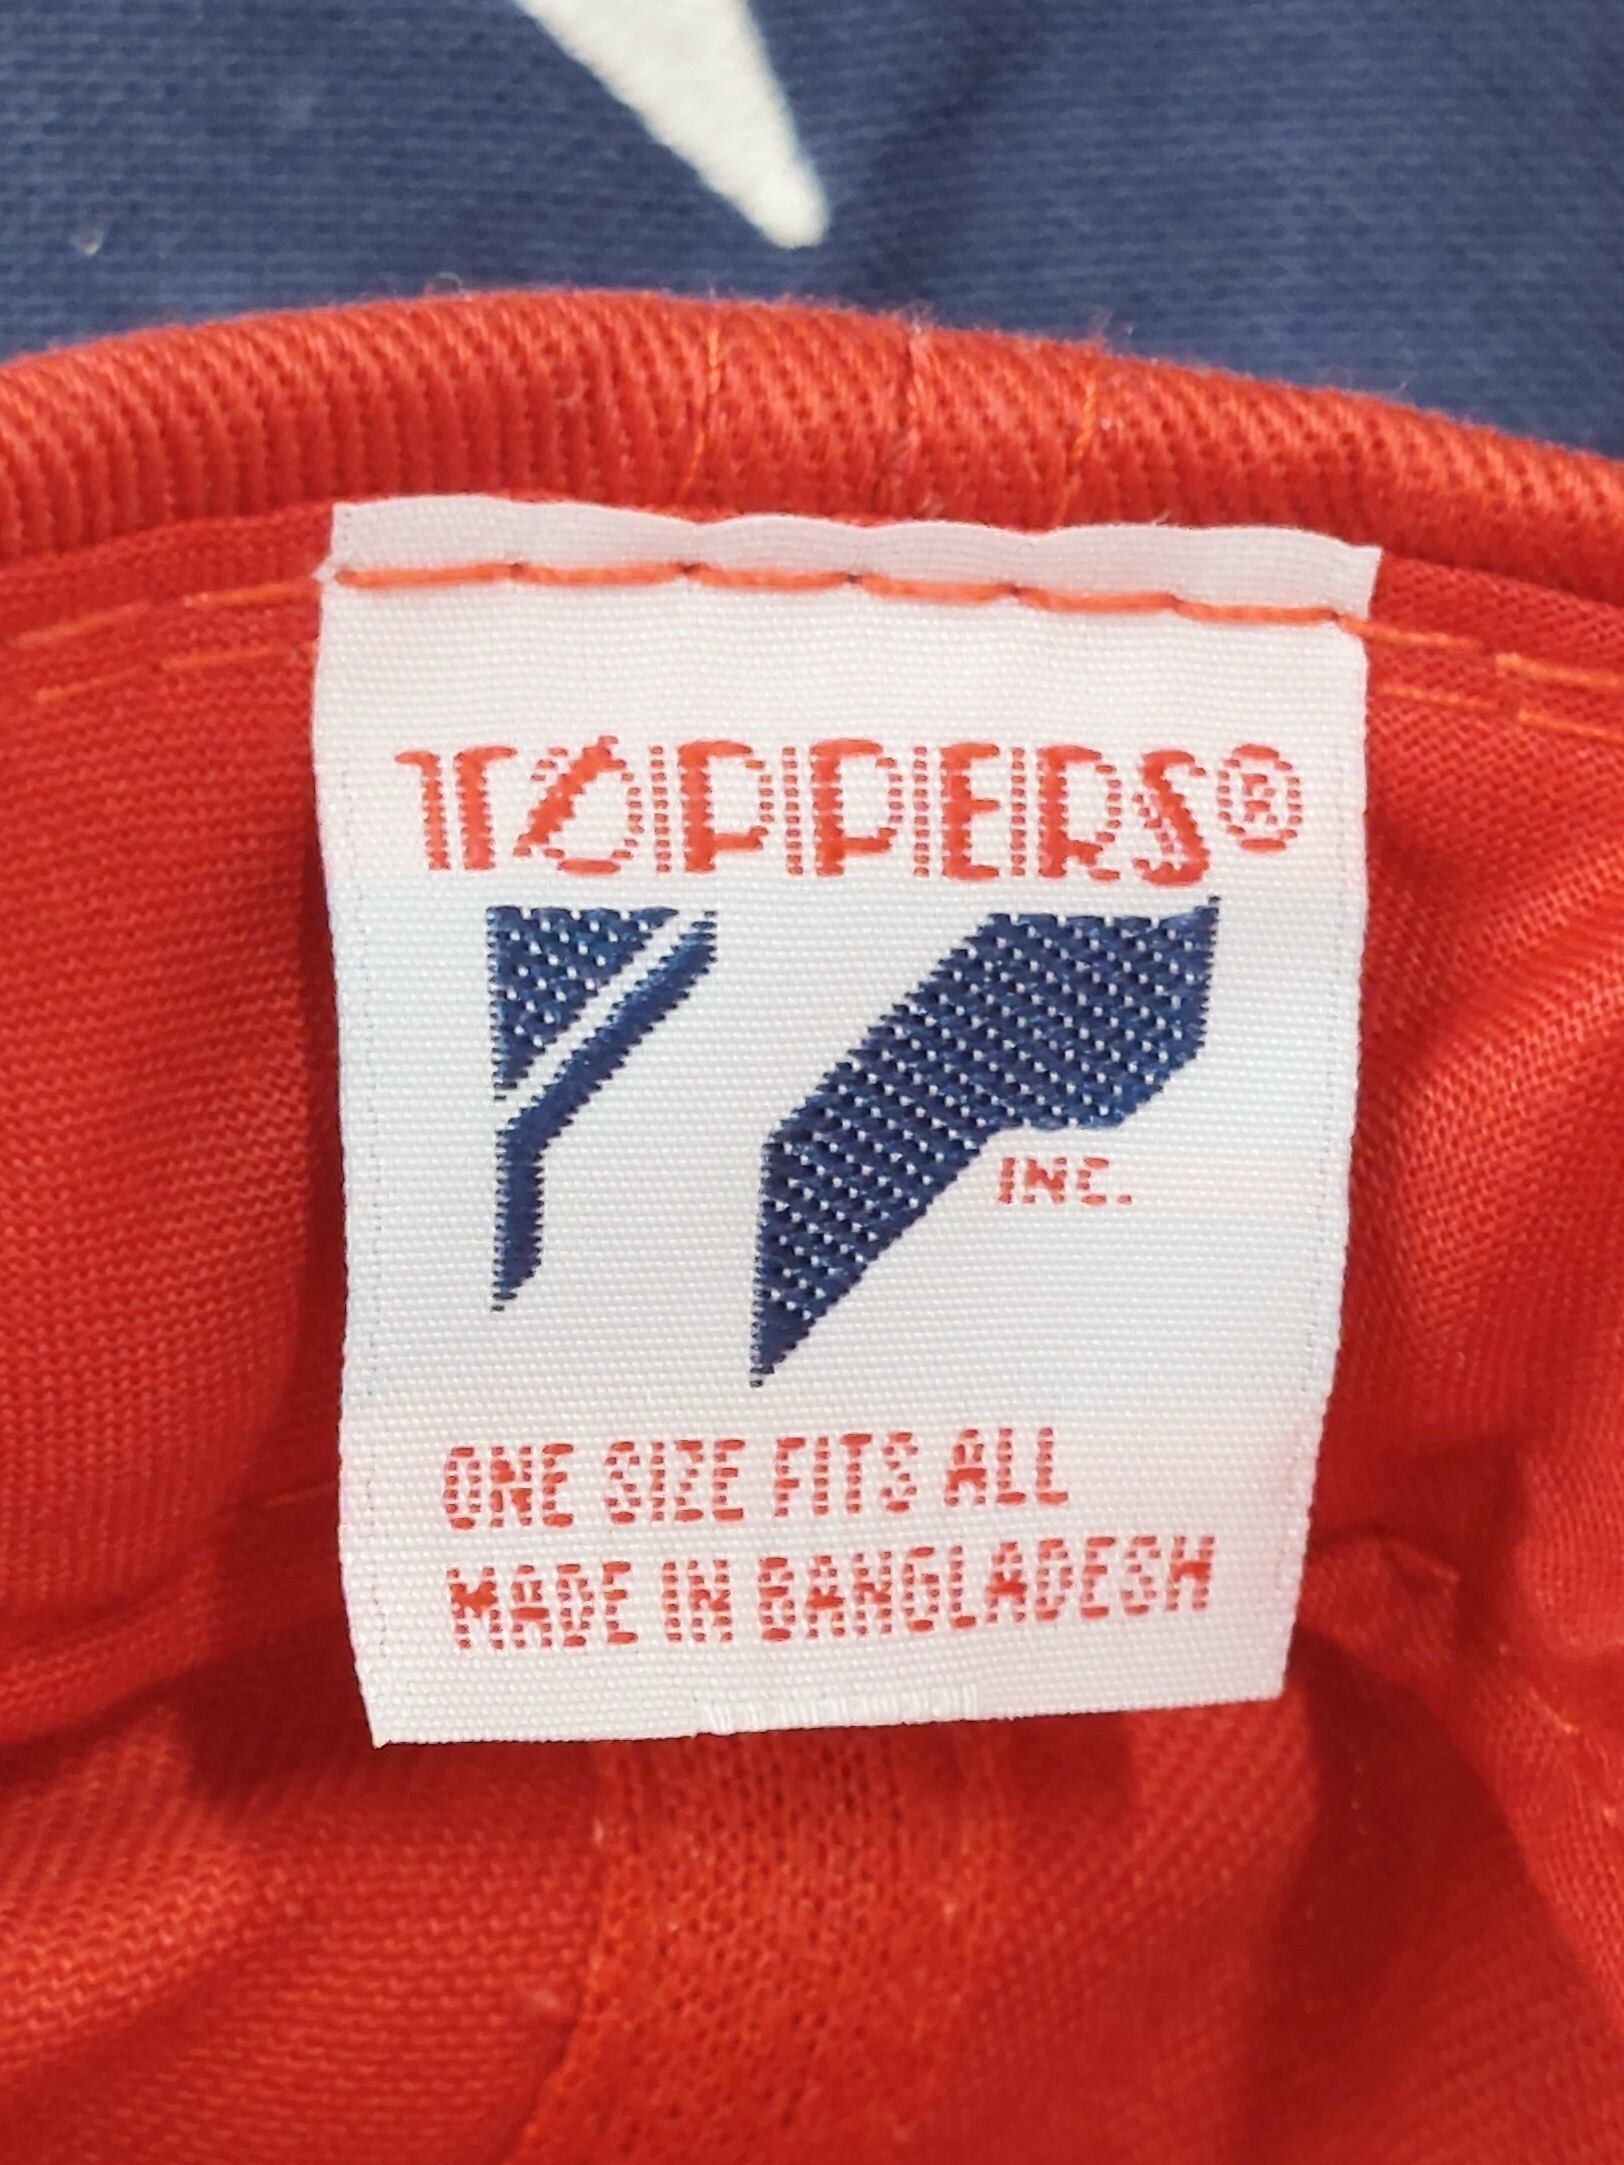 TOPPERS®
INC.
ONE SIZE FITS ALL
MADE IN BANGLADESH